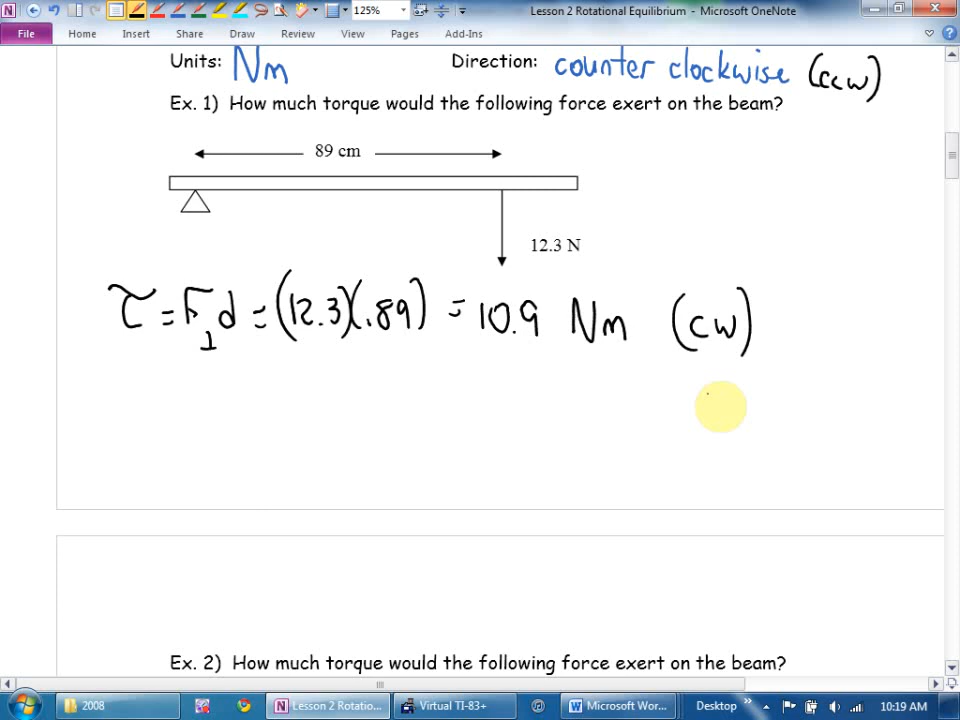 Lesson 2 Rotational Equilibrium - Microsoft OneNote
125%
File Home Insert Share Draw Review View Pages Add-Ins
Units: Nm Direction: counter clockwise (ccw)
Ex. 1) How much torque would the following force exert on the beam?
89 cm
12.3 N
τ = F⊥d = (12.3)(.89) = 10.9 Nm (cw)
Ex. 2) How much torque would the following force exert on the beam?
2008 Lesson 2 Rotatio... Virtual TI-83+ Microsoft Wor... Desktop 10:19 AM